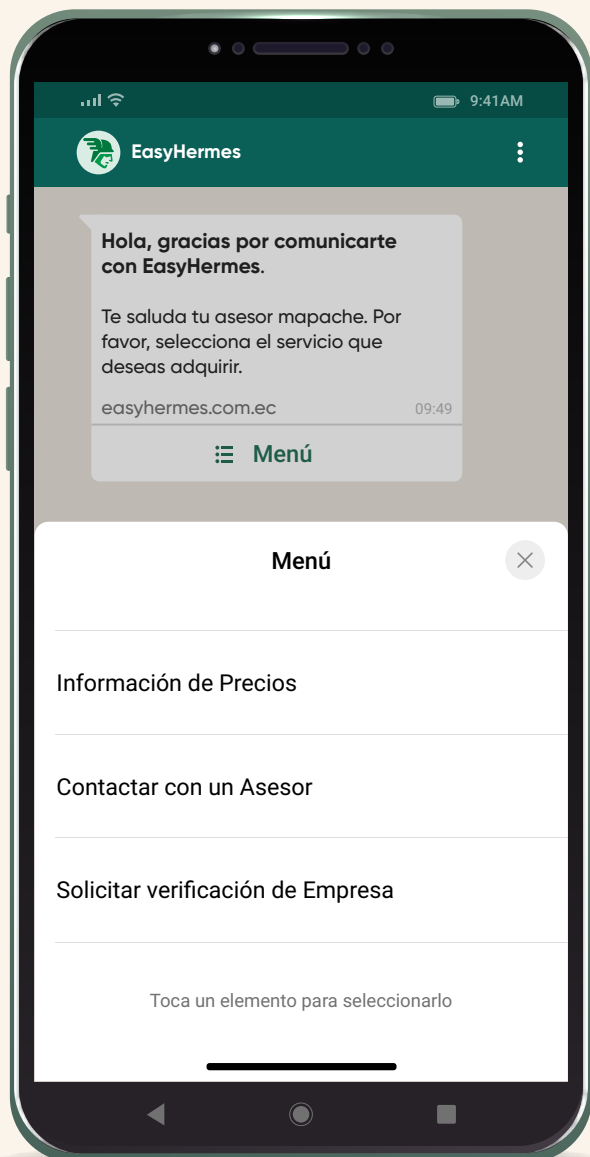 9:41AM
EasyHermes
Hola, gracias por comunicarte
con EasyHermes.
Te saluda tu asesor mapache. Por
favor, selecciona el servicio que
deseas adquirir.
easyhermes.com.ec 09:49
Menú
Menú
Información de Precios
Contactar con un Asesor
Solicitar verificación de Empresa
Toca un elemento para seleccionarlo